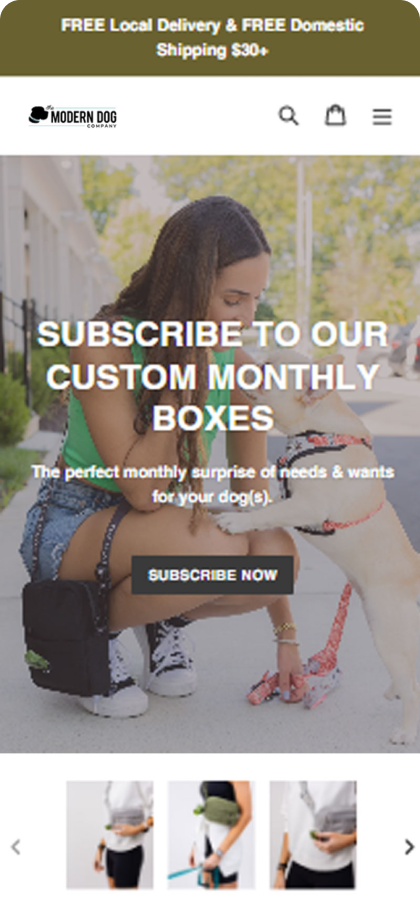 FREE Local Delivery & FREE Domestic
Shipping $30+
the
MODERN DOG
COMPANY
SUBSCRIBE TO OUR
CUSTOM MONTHLY
BOXES
The perfect monthly surprise of needs & wants
for your dog(s).
SUBSCRIBE NOW